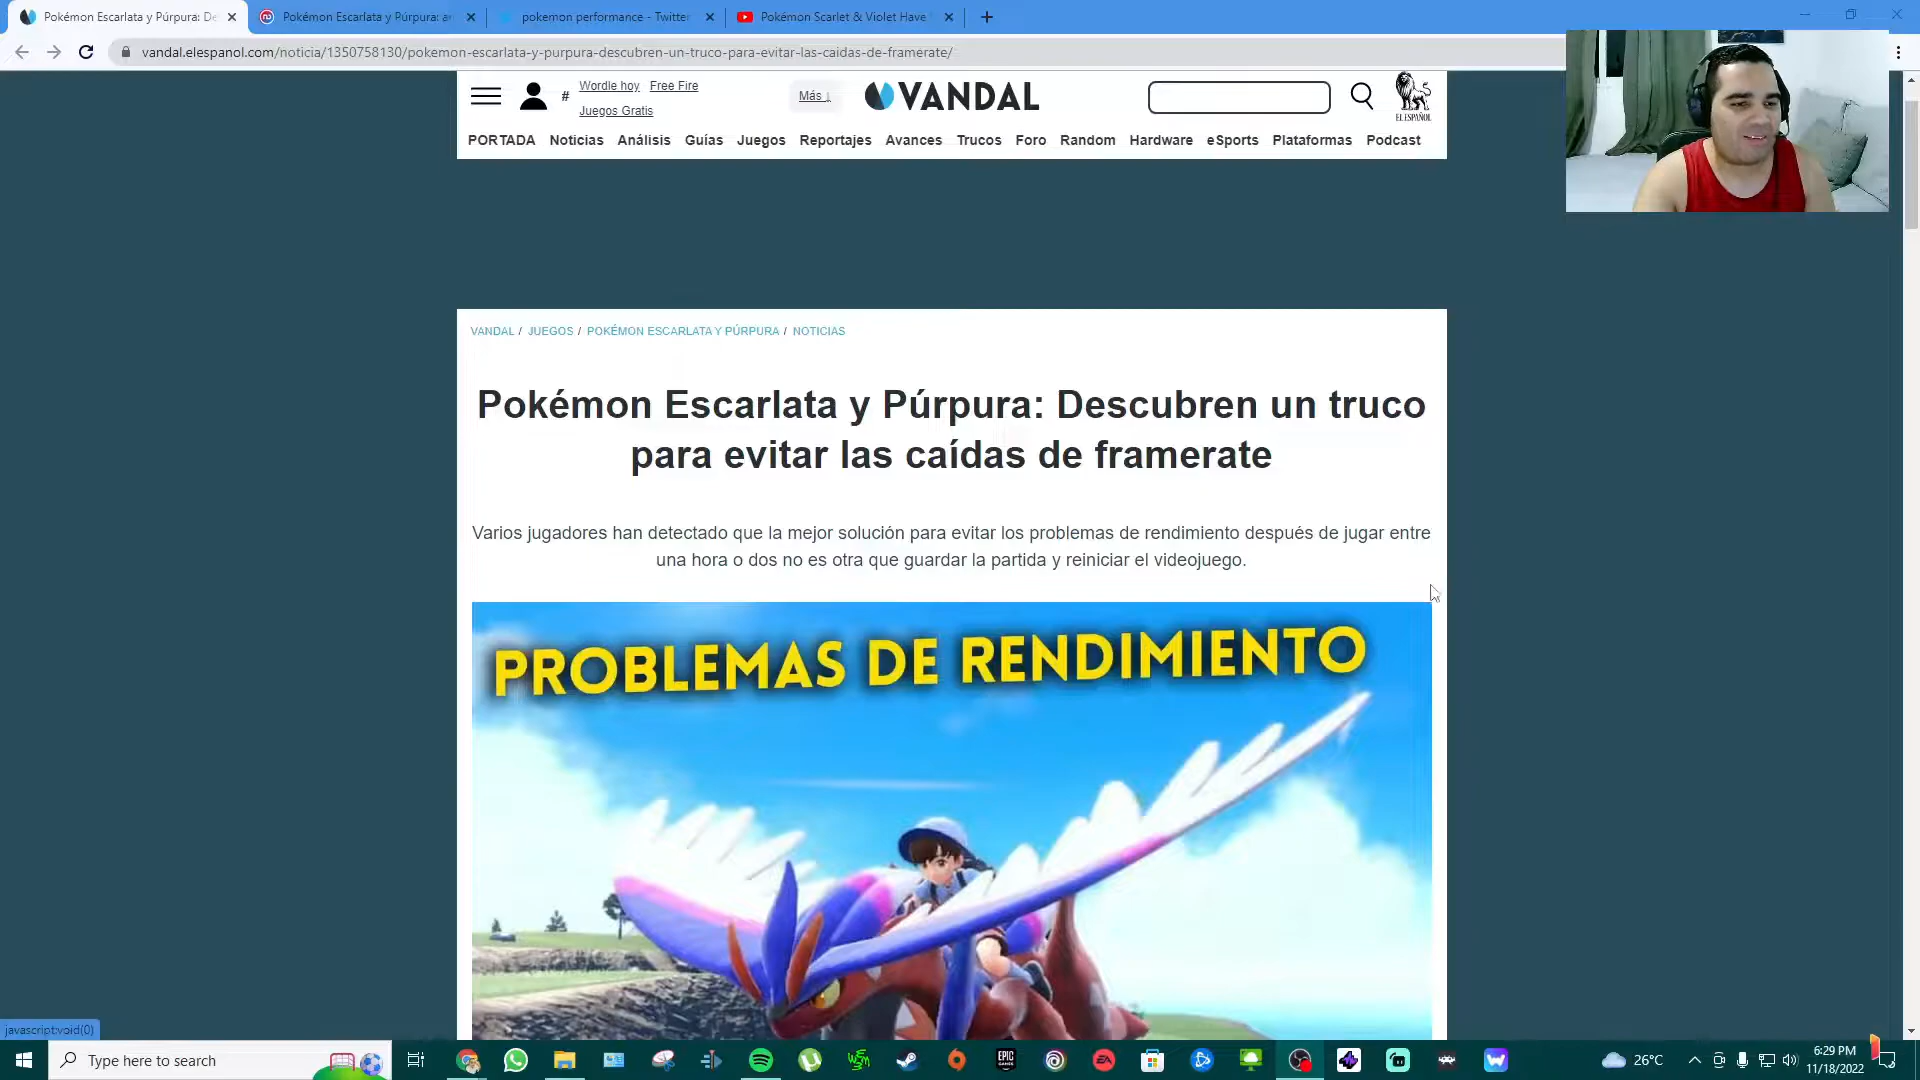 Pokémon Escarlata y Púrpura: De
Pokémon Escarlata y Púrpura: a
pokemon performance - Twitter
Pokémon Scarlet & Violet Have
vandal.elespanol.com/noticia/1350758130/pokemon-escarlata-y-purpura-descubren-un-truco-para-evitar-las-caidas-de-framerate/
# Wordle hoy Free Fire
Juegos Gratis
Más ↓
VANDAL
EL ESPAÑOL
PORTADA Noticias Análisis Guías Juegos Reportajes Avances Trucos Foro Random Hardware eSports Plataformas Podcast
VANDAL / JUEGOS / POKÉMON ESCARLATA Y PÚRPURA / NOTICIAS
Pokémon Escarlata y Púrpura: Descubren un truco
para evitar las caídas de framerate
Varios jugadores han detectado que la mejor solución para evitar los problemas de rendimiento después de jugar entre
una hora o dos no es otra que guardar la partida y reiniciar el videojuego.
PROBLEMAS DE RENDIMIENTO
javascript:void(0)
Type here to search
EPIC GAMES
EA
26°C
6:29 PM
11/18/2022